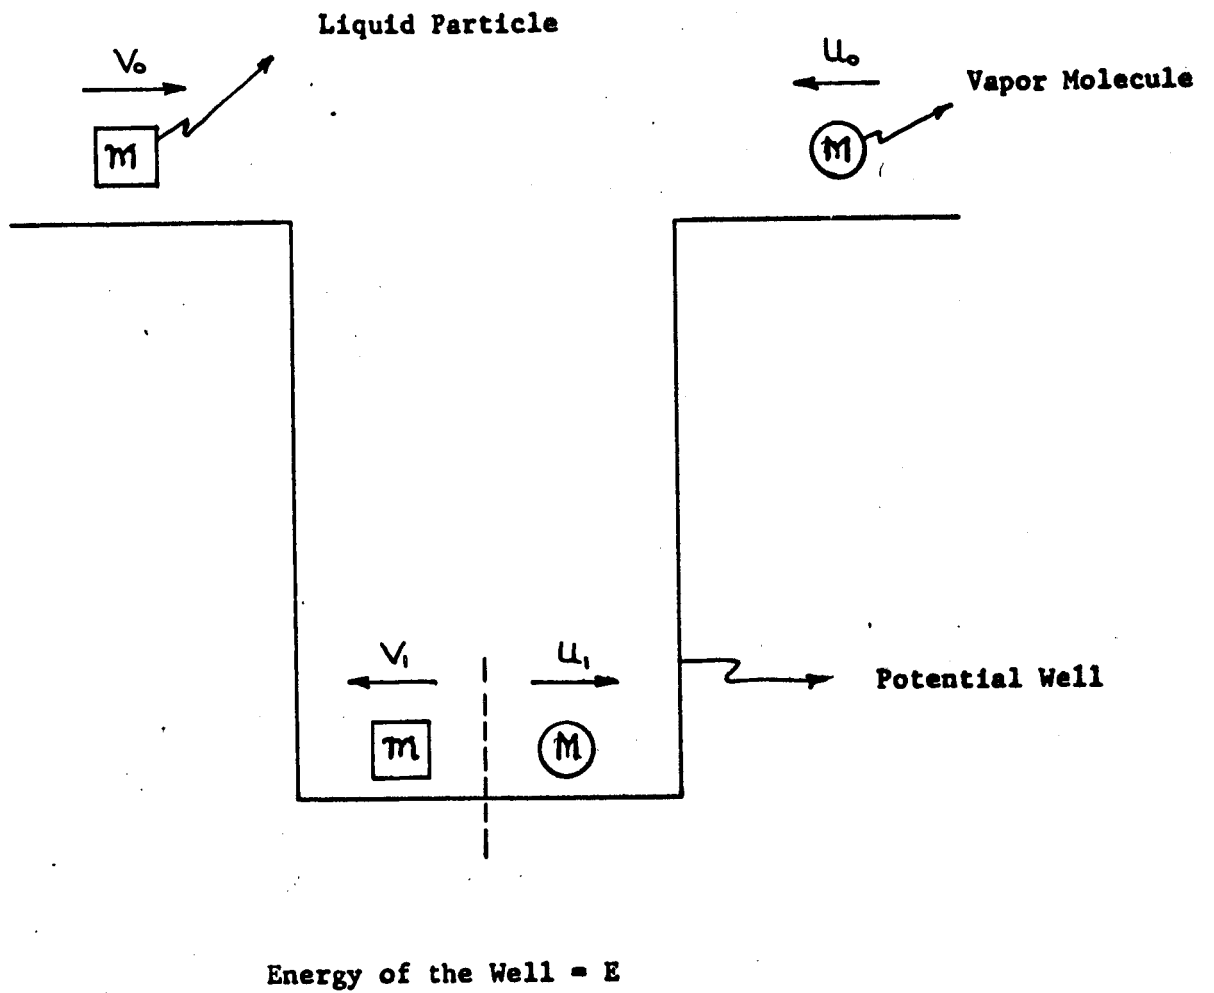 Liquid Particle
V₀
U₀
Vapor Molecule
m
M
V₁
U₁
Potential Well
m
M
Energy of the Well = E